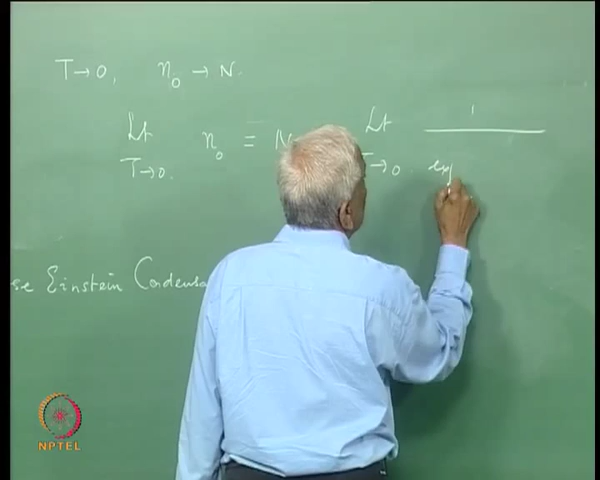 T→0, n₀ → N.
Lt T→0. n₀ = N Lt T→0. 1 / exp
se Einstein Condensa
NPTEL